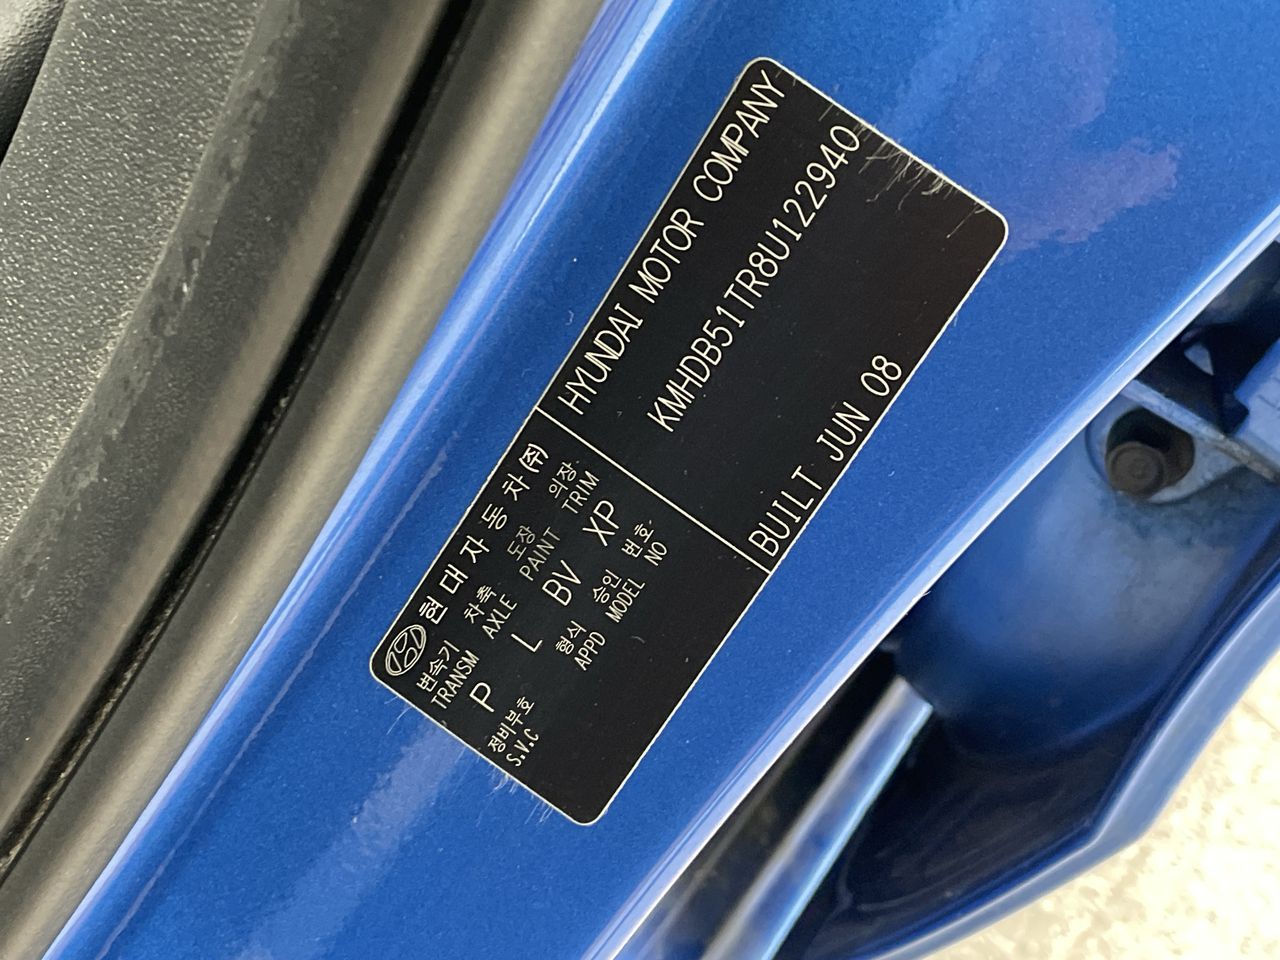 현대자동차(주)
변속기 차축 도장 의장
TRANSM AXLE PAINT TRIM
P L BV XP
정비부호 형식 승인 번호
S.V.C APPD MODEL NO
HYUNDAI MOTOR COMPANY
KMHDB51TR8U122940
BUILT JUN 08